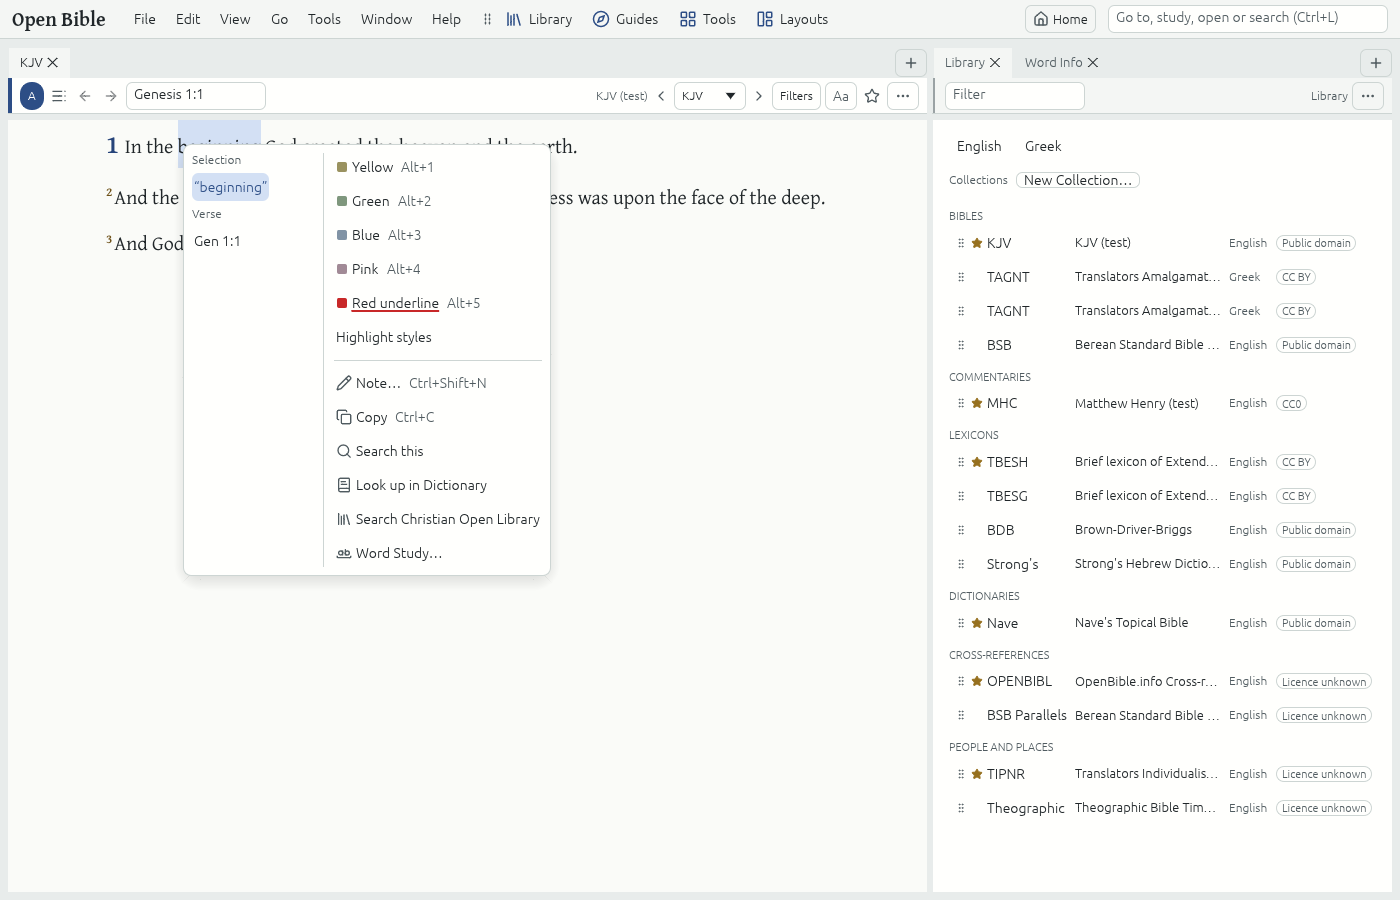 Open Bible File Edit View Go Tools Window Help Library Guides Tools Layouts Home Go to, study, open or search (Ctrl+L)
KJV
A Genesis 1:1 KJV (test) KJV Filters Aa
1 In the beginning God created the heaven and the earth.
2 And the
ess was upon the face of the deep.
3 And God
Selection
“beginning”
Verse
Gen 1:1
Yellow Alt+1
Green Alt+2
Blue Alt+3
Pink Alt+4
Red underline Alt+5
Highlight styles
Note… Ctrl+Shift+N
Copy Ctrl+C
Search this
Look up in Dictionary
Search Christian Open Library
Word Study…
Library Word Info
Filter Library
English Greek
Collections New Collection…
BIBLES
KJV KJV (test) English Public domain
TAGNT Translators Amalgamat… Greek CC BY
TAGNT Translators Amalgamat… Greek CC BY
BSB Berean Standard Bible … English Public domain
COMMENTARIES
MHC Matthew Henry (test) English CC0
LEXICONS
TBESH Brief lexicon of Extend… English CC BY
TBESG Brief lexicon of Extend… English CC BY
BDB Brown-Driver-Briggs English Public domain
Strong's Strong's Hebrew Dictio… English Public domain
DICTIONARIES
Nave Nave's Topical Bible English Public domain
CROSS-REFERENCES
OPENBIBL OpenBible.info Cross-r… English Licence unknown
BSB Parallels Berean Standard Bible … English Licence unknown
PEOPLE AND PLACES
TIPNR Translators Individualis… English Licence unknown
Theographic Theographic Bible Tim… English Licence unknown